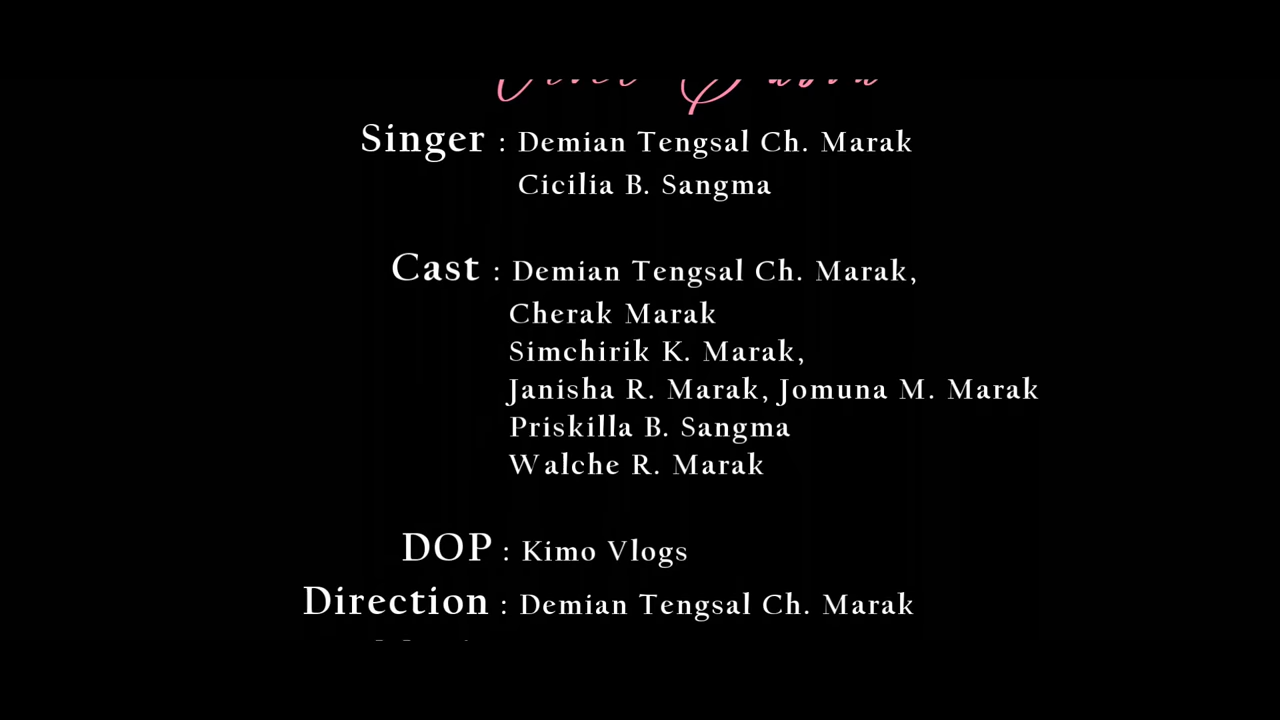 Singer : Demian Tengsal Ch. Marak
Cicilia B. Sangma
Cast : Demian Tengsal Ch. Marak,
Cherak Marak
Simchirik K. Marak,
Janisha R. Marak, Jomuna M. Marak
Priskilla B. Sangma
Walche R. Marak
DOP : Kimo Vlogs
Direction : Demian Tengsal Ch. Marak